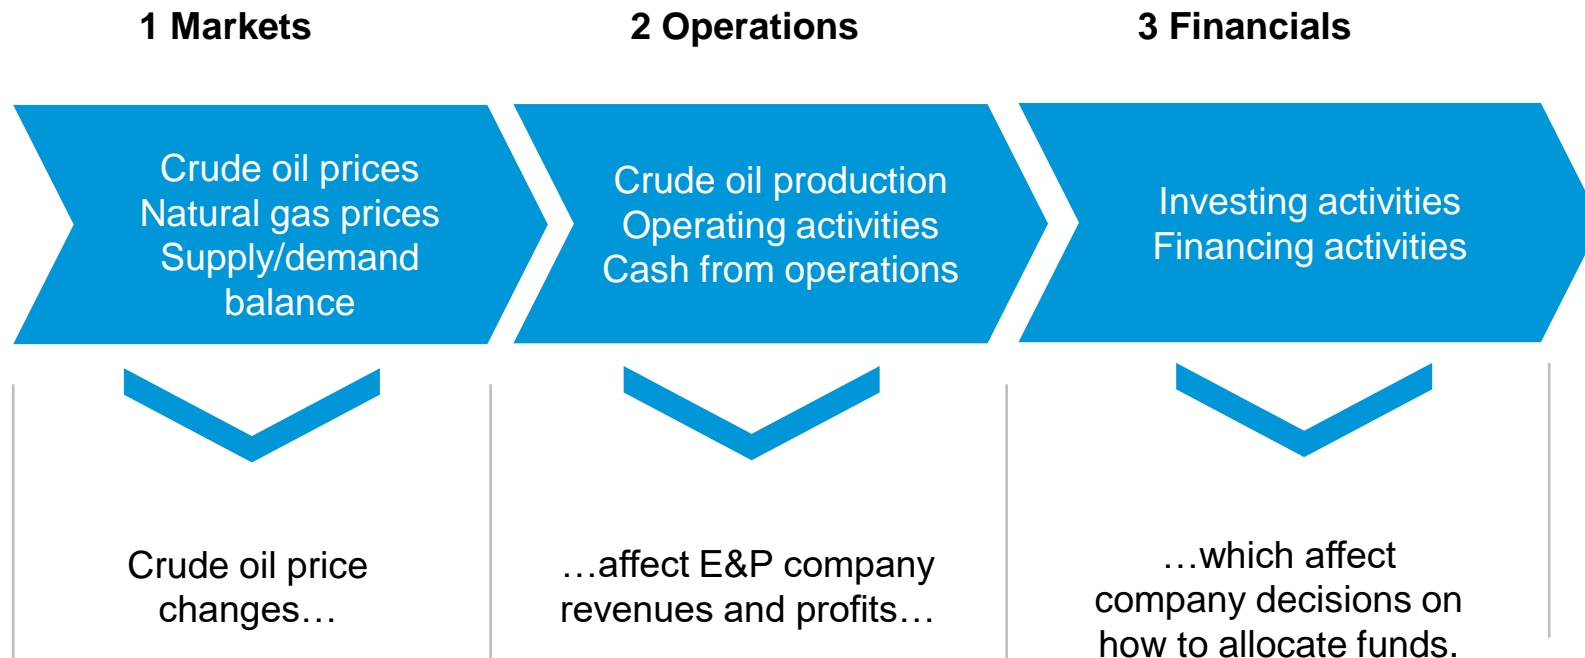 1 Markets
2 Operations
3 Financials
Crude oil prices
Natural gas prices
Supply/demand
balance
Crude oil production
Operating activities
Cash from operations
Investing activities
Financing activities
Crude oil price
changes…
…affect E&P company
revenues and profits…
…which affect
company decisions on
how to allocate funds.